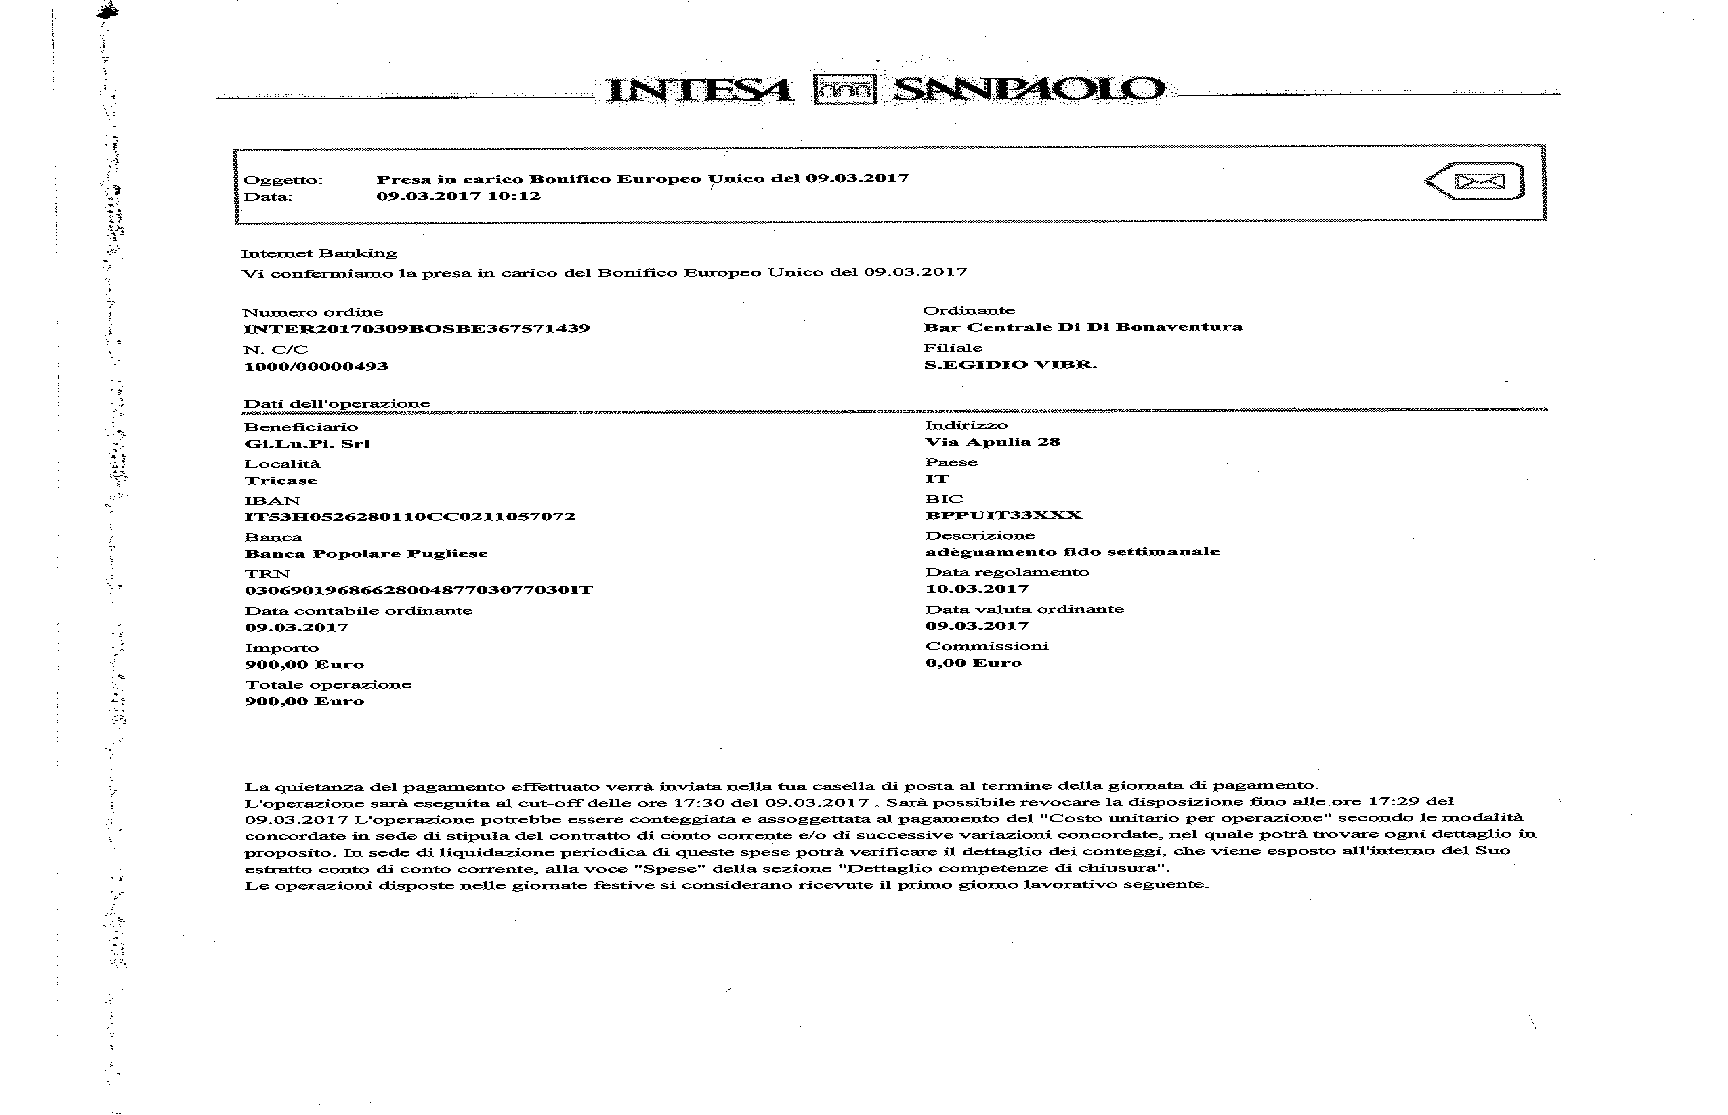 INTESA SANPAOLO
Oggetto: Presa in carico Bonifico Europeo Unico del 09.03.2017
Data: 09.03.2017 10:12
Internet Banking
Vi confermiamo la presa in carico del Bonifico Europeo Unico del 09.03.2017
Numero ordine
INTER20170309BOSBE367571439
Ordinante
Bar Centrale Di Di Bonaventura
N. C/C
1000/00000493
Filiale
S.EGIDIO VIBR.
Dati dell'operazione
Beneficiario
Gi.Lu.Pi. Srl
Indirizzo
Via Apulia 28
Località
Tricase
Paese
IT
IBAN
IT53H0526280110CC0211057072
BIC
BPPUIT33XXX
Banca
Banca Popolare Pugliese
Descrizione
adeguamento fido settimanale
TRN
0306901968662800487703077030IT
Data regolamento
10.03.2017
Data contabile ordinante
09.03.2017
Data valuta ordinante
09.03.2017
Importo
900,00 Euro
Commissioni
0,00 Euro
Totale operazione
900,00 Euro
La quietanza del pagamento effettuato verrà inviata nella tua casella di posta al termine della giornata di pagamento.
L'operazione sarà eseguita al cut-off delle ore 17:30 del 09.03.2017 . Sarà possibile revocare la disposizione fino alle ore 17:29 del
09.03.2017 L'operazione potrebbe essere conteggiata e assoggettata al pagamento del "Costo unitario per operazione" secondo le modalità
concordate in sede di stipula del contratto di conto corrente e/o di successive variazioni concordate, nel quale potrà trovare ogni dettaglio in
proposito. In sede di liquidazione periodica di queste spese potrà verificare il dettaglio dei conteggi, che viene esposto all'interno del Suo
estratto conto di conto corrente, alla voce "Spese" della sezione "Dettaglio competenze di chiusura".
Le operazioni disposte nelle giornate festive si considerano ricevute il primo giorno lavorativo seguente.